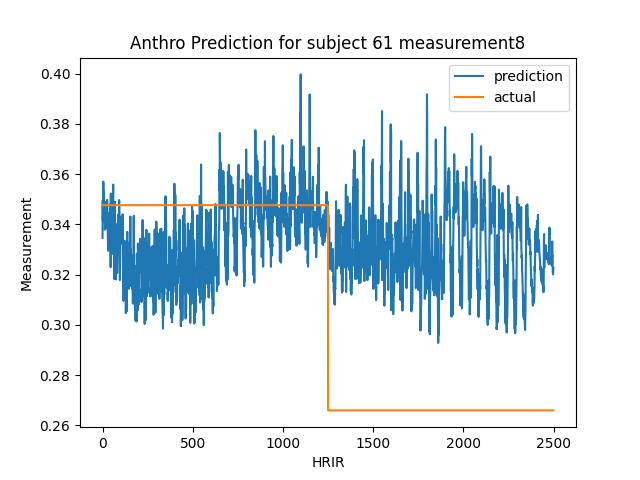 Anthro Prediction for subject 61 measurement8
prediction
actual
Measurement
0.40
0.38
0.36
0.34
0.32
0.30
0.28
0.26
0
500
1000
1500
2000
2500
HRIR